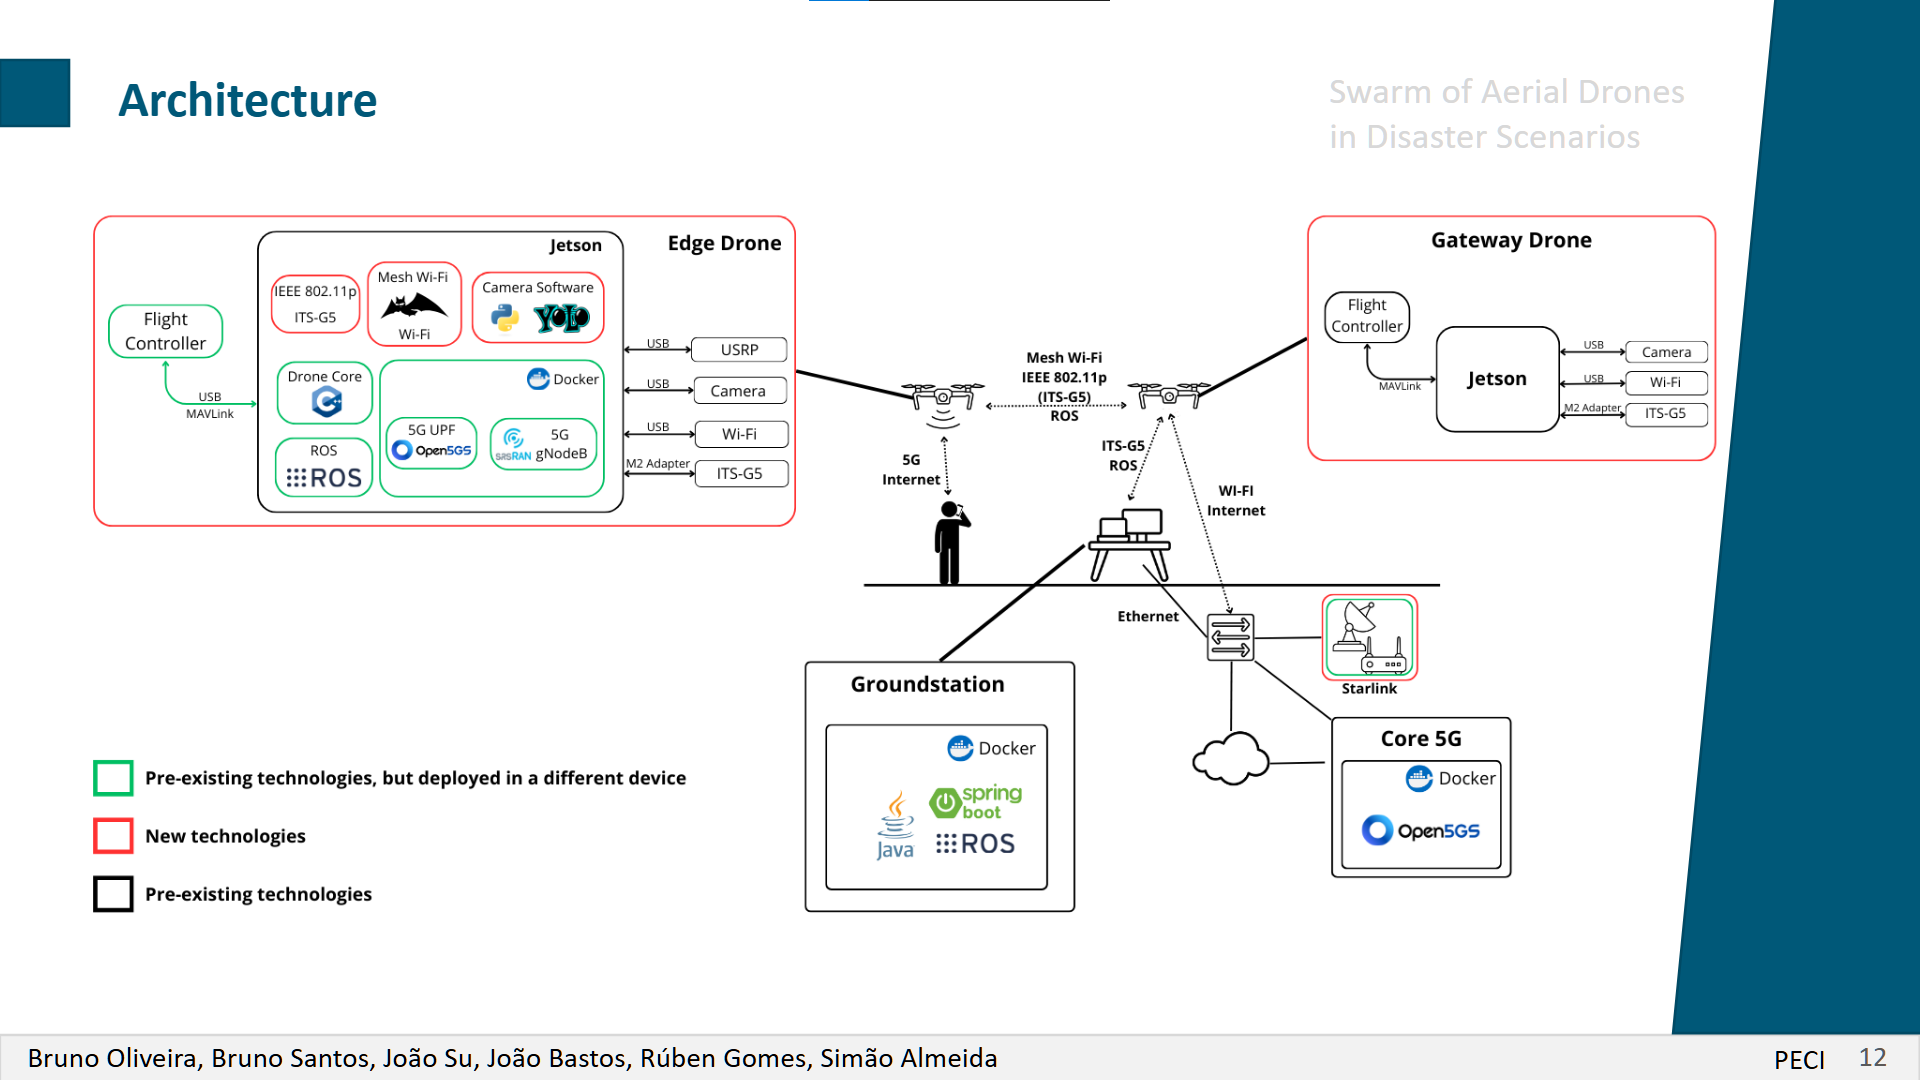 Architecture
Swarm of Aerial Drones
in Disaster Scenarios
Edge Drone
Jetson
Flight
Controller
USB
MAVLink
IEEE 802.11p
ITS-G5
Mesh Wi-Fi
Wi-Fi
Camera Software
YOLO
Drone Core
C++
Docker
5G UPF
Open5GS
5G
gNodeB
srsRAN
ROS
ROS
USB
USRP
USB
Camera
USB
Wi-Fi
M2 Adapter
ITS-G5
Mesh Wi-Fi
IEEE 802.11p
(ITS-G5)
ROS
5G
Internet
ITS-G5
ROS
WI-FI
Internet
Gateway Drone
Flight
Controller
MAVLink
Jetson
USB
Camera
USB
Wi-Fi
M2 Adapter
ITS-G5
Ethernet
Starlink
Groundstation
Docker
spring
boot
Java
ROS
Core 5G
Docker
Open5GS
Pre-existing technologies, but deployed in a different device
New technologies
Pre-existing technologies
Bruno Oliveira, Bruno Santos, João Su, João Bastos, Rúben Gomes, Simão Almeida
PECI 12